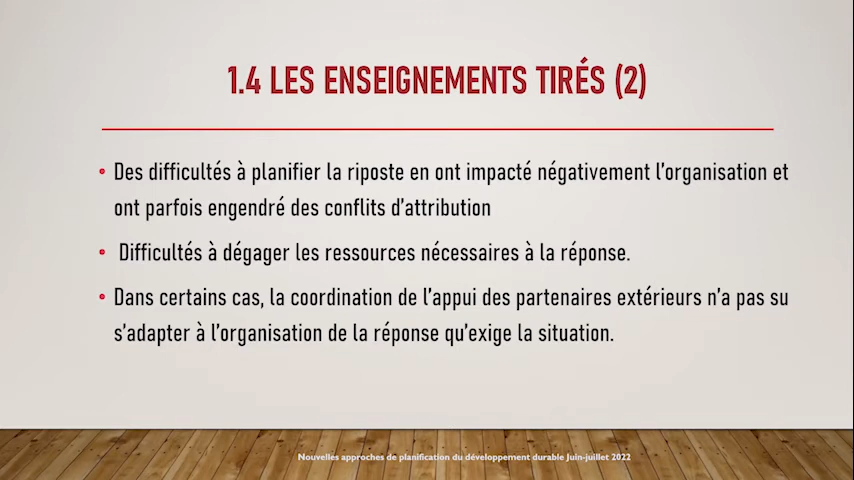 1.4 LES ENSEIGNEMENTS TIRÉS (2)
• Des difficultés à planifier la riposte en ont impacté négativement l'organisation et
ont parfois engendré des conflits d'attribution
• Difficultés à dégager les ressources nécessaires à la réponse.
• Dans certains cas, la coordination de l'appui des partenaires extérieurs n'a pas su
s'adapter à l'organisation de la réponse qu'exige la situation.
Nouvelles approches de planification du développement durable Juin-juillet 2022